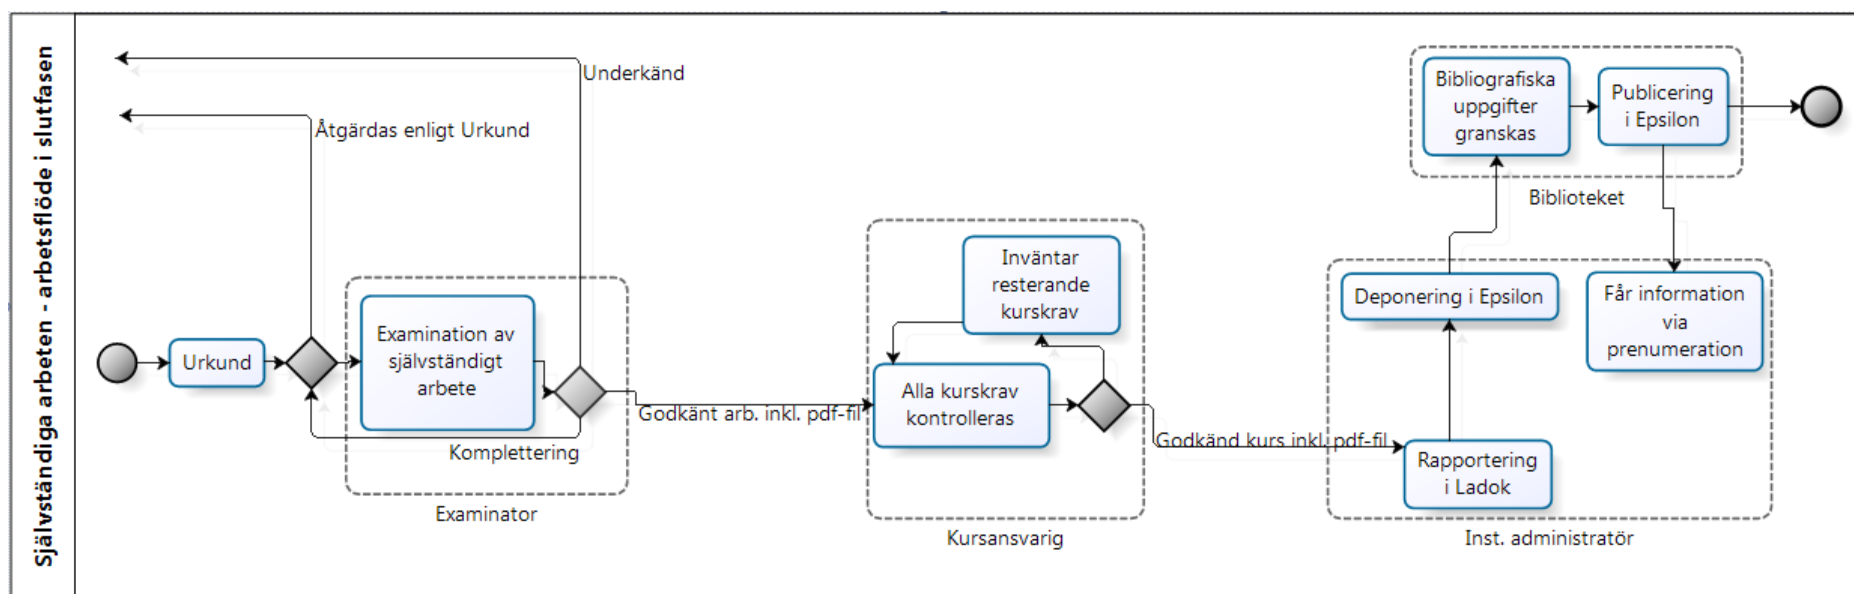 Självständiga arbeten - arbetsflöde i slutfasen
Underkänd
Åtgärdas enligt Urkund
Urkund
Examination av
självständigt
arbete
Komplettering
Examinator
Godkänt arb. inkl. pdf-fil
Inväntar
resterande
kurskrav
Alla kurskrav
kontrolleras
Kursansvarig
Godkänd kurs inkl. pdf-fil
Rapportering
i Ladok
Deponering i Epsilon
Får information
via
prenumeration
Inst. administratör
Bibliografiska
uppgifter
granskas
Publicering
i Epsilon
Biblioteket